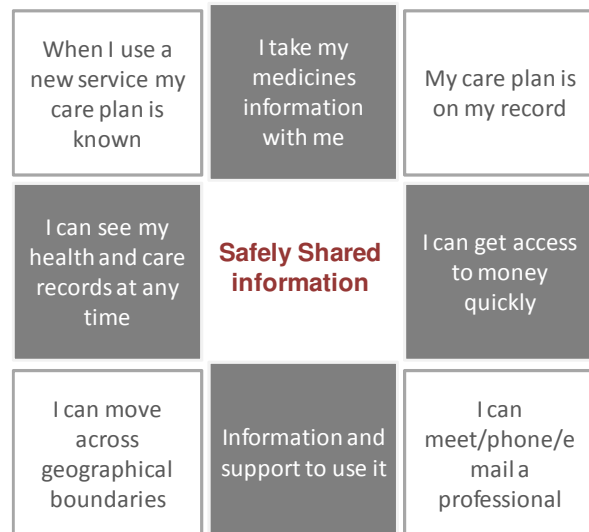 When I use a
new service my
care plan is
known
I take my
medicines
information
with me
My care plan is
on my record
I can see my
health and care
records at any
time
Safely Shared
information
I can get access
to money
quickly
I can move
across
geographical
boundaries
Information and
support to use it
I can
meet/phone/e
mail a
professional